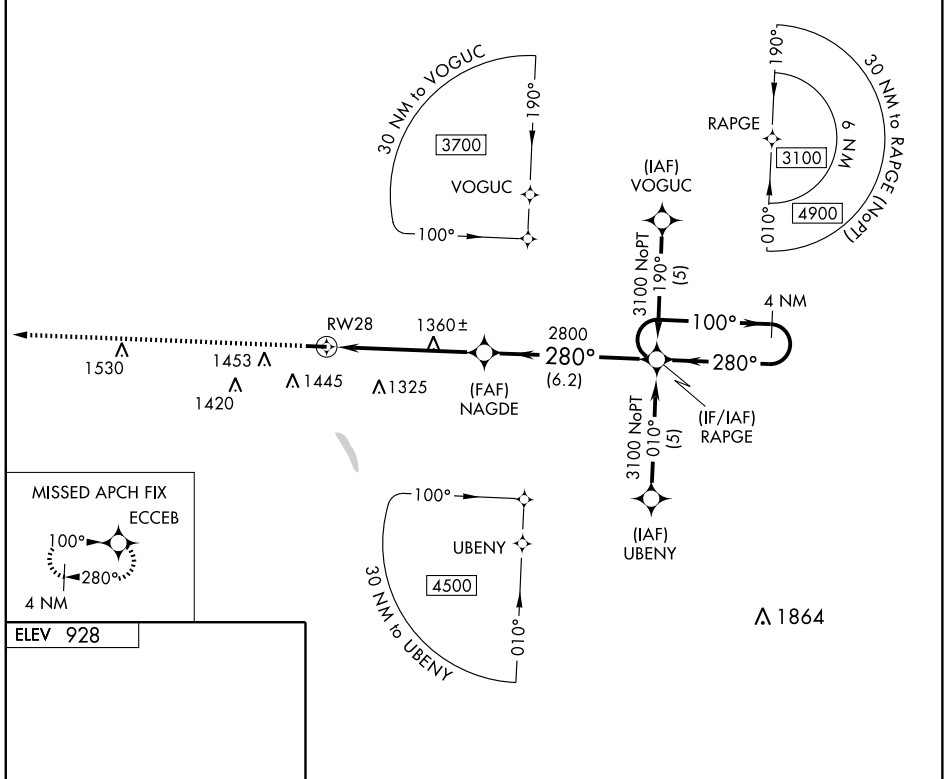 30 NM to VOGUC
190°
3700
VOGUC
100°
190°
30 NM to RAPGE (NoPT)
RAPGE
6 NM
3100
4900
010°
(IAF)
VOGUC
3100 NoPT
190°
(5)
4 NM
100°
280°
RW28
1360±
2800
280°
(6.2)
(FAF)
NAGDE
(IF/IAF)
RAPGE
1530
1453
1420
1445
1325
3100 NoPT
010°
(5)
(IAF)
UBENY
MISSED APCH FIX
ECCEB
100°
280°
4 NM
100°
UBENY
4500
30 NM to UBENY
010°
1864
ELEV 928